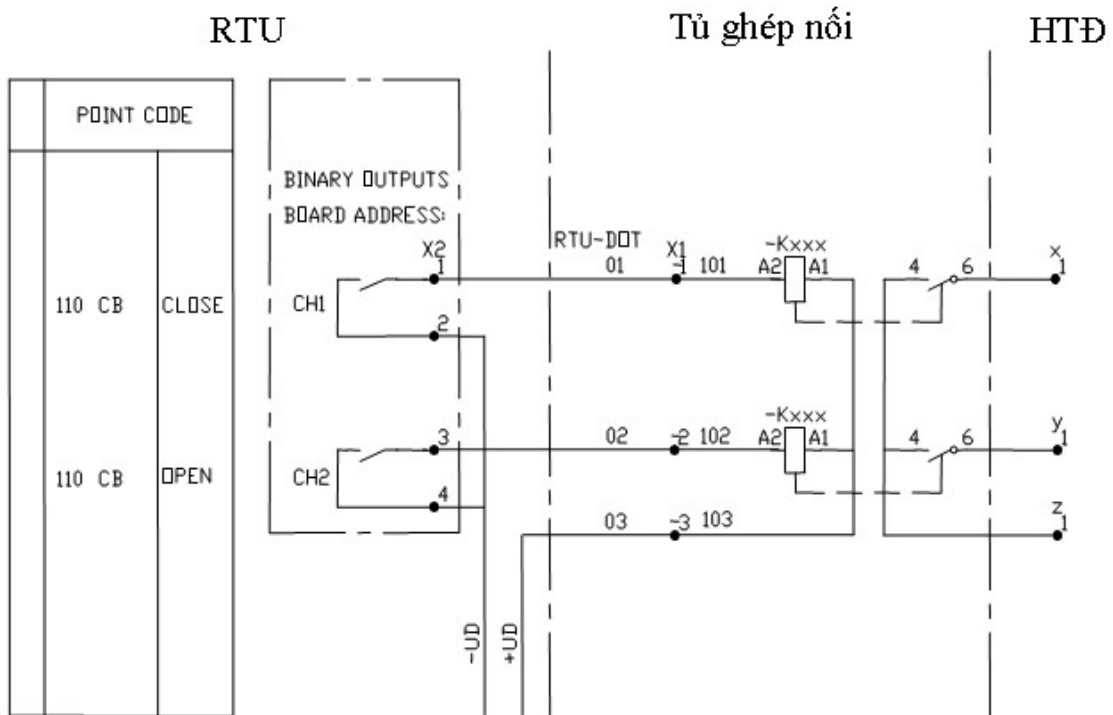 RTU
Tủ ghép nối
HTĐ
POINT CODE
BINARY OUTPUTS
BOARD ADDRESS:
110 CB
CLOSE
CH1
X2
1
2
RTU-DOT
01
X1
-1
101
-Kxxx
A2
A1
4
6
x
1
110 CB
OPEN
CH2
3
4
02
-2
102
-Kxxx
A2
A1
4
6
y
1
03
-3
103
z
1
-UD
+UD